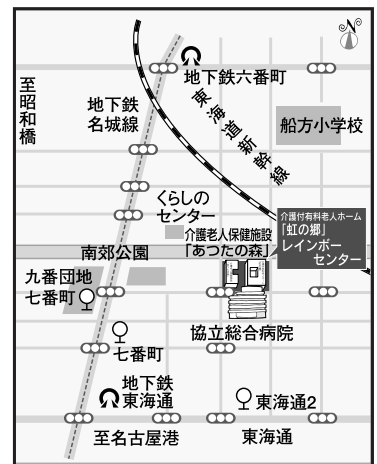 N
地下鉄六番町
至昭和橋
地下鉄
名城線
東海道新幹線
船方小学校
くらしの
センター
介護付有料老人ホーム
「虹の郷」
レインボー
センター
介護老人保健施設
「あつたの森」
南郊公園
九番団地
七番町
協立総合病院
七番町
地下鉄
東海通
東海通2
至名古屋港
東海通